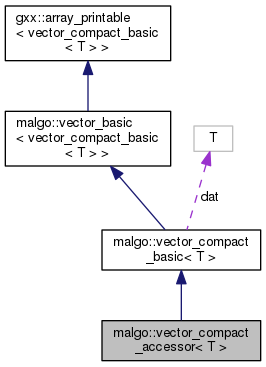 gxx::array_printable
< vector_compact_basic
< T > >
malgo::vector_basic
< vector_compact_basic
< T > >
T
dat
malgo::vector_compact
_basic< T >
malgo::vector_compact
_accessor< T >